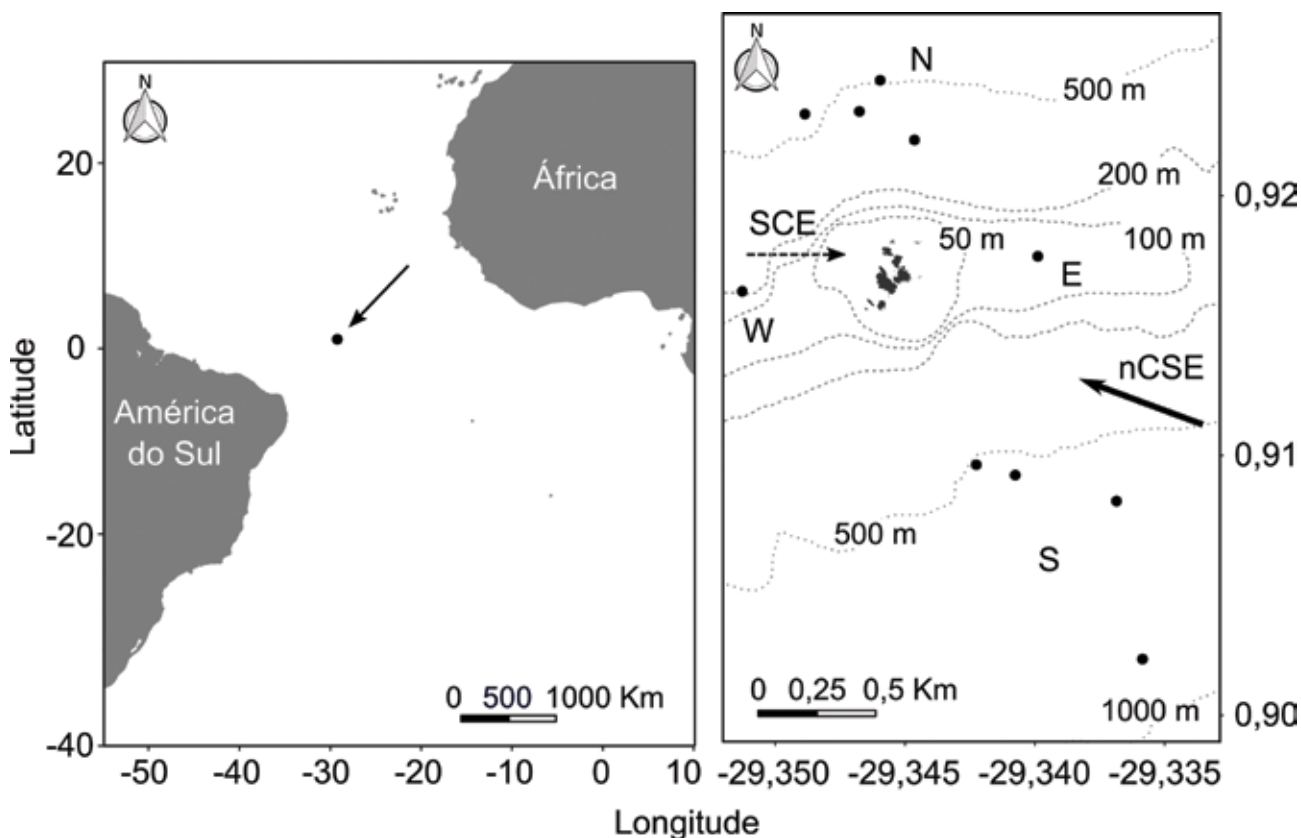 N
África
América
do Sul
20
0
-20
-40
Latitude
0 500 1000 Km
-50 -40 -30 -20 -10 0 10
N
N
500 m
200 m
SCE
50 m
100 m
E
W
nCSE
500 m
S
0 0,25 0,5 Km
1000 m
0,92
0,91
0,90
-29,350 -29,345 -29,340 -29,335
Longitude